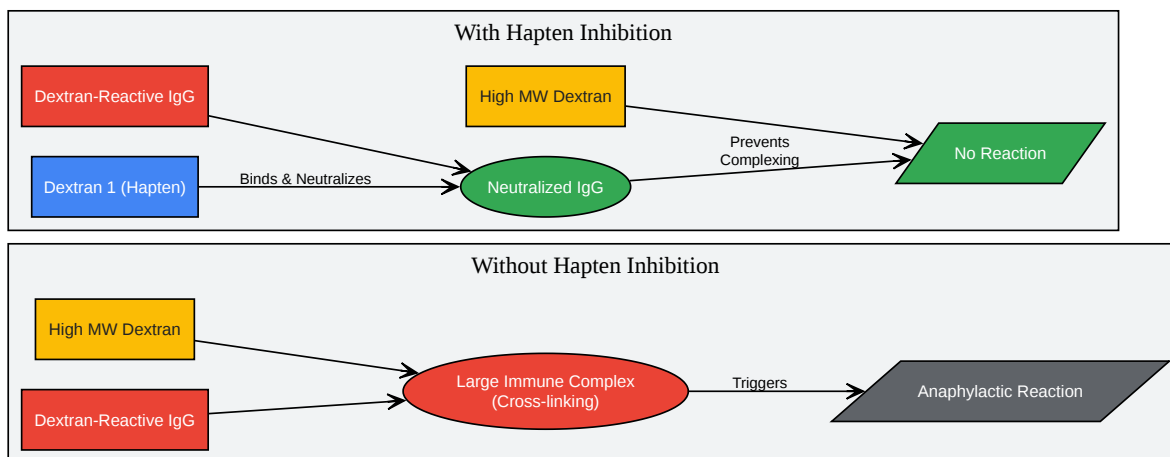 With Hapten Inhibition
Dextran-Reactive IgG
High MW Dextran
Prevents
Complexing
No Reaction
Dextran 1 (Hapten)
Binds & Neutralizes
Neutralized IgG
Without Hapten Inhibition
High MW Dextran
Large Immune Complex
(Cross-linking)
Triggers
Anaphylactic Reaction
Dextran-Reactive IgG